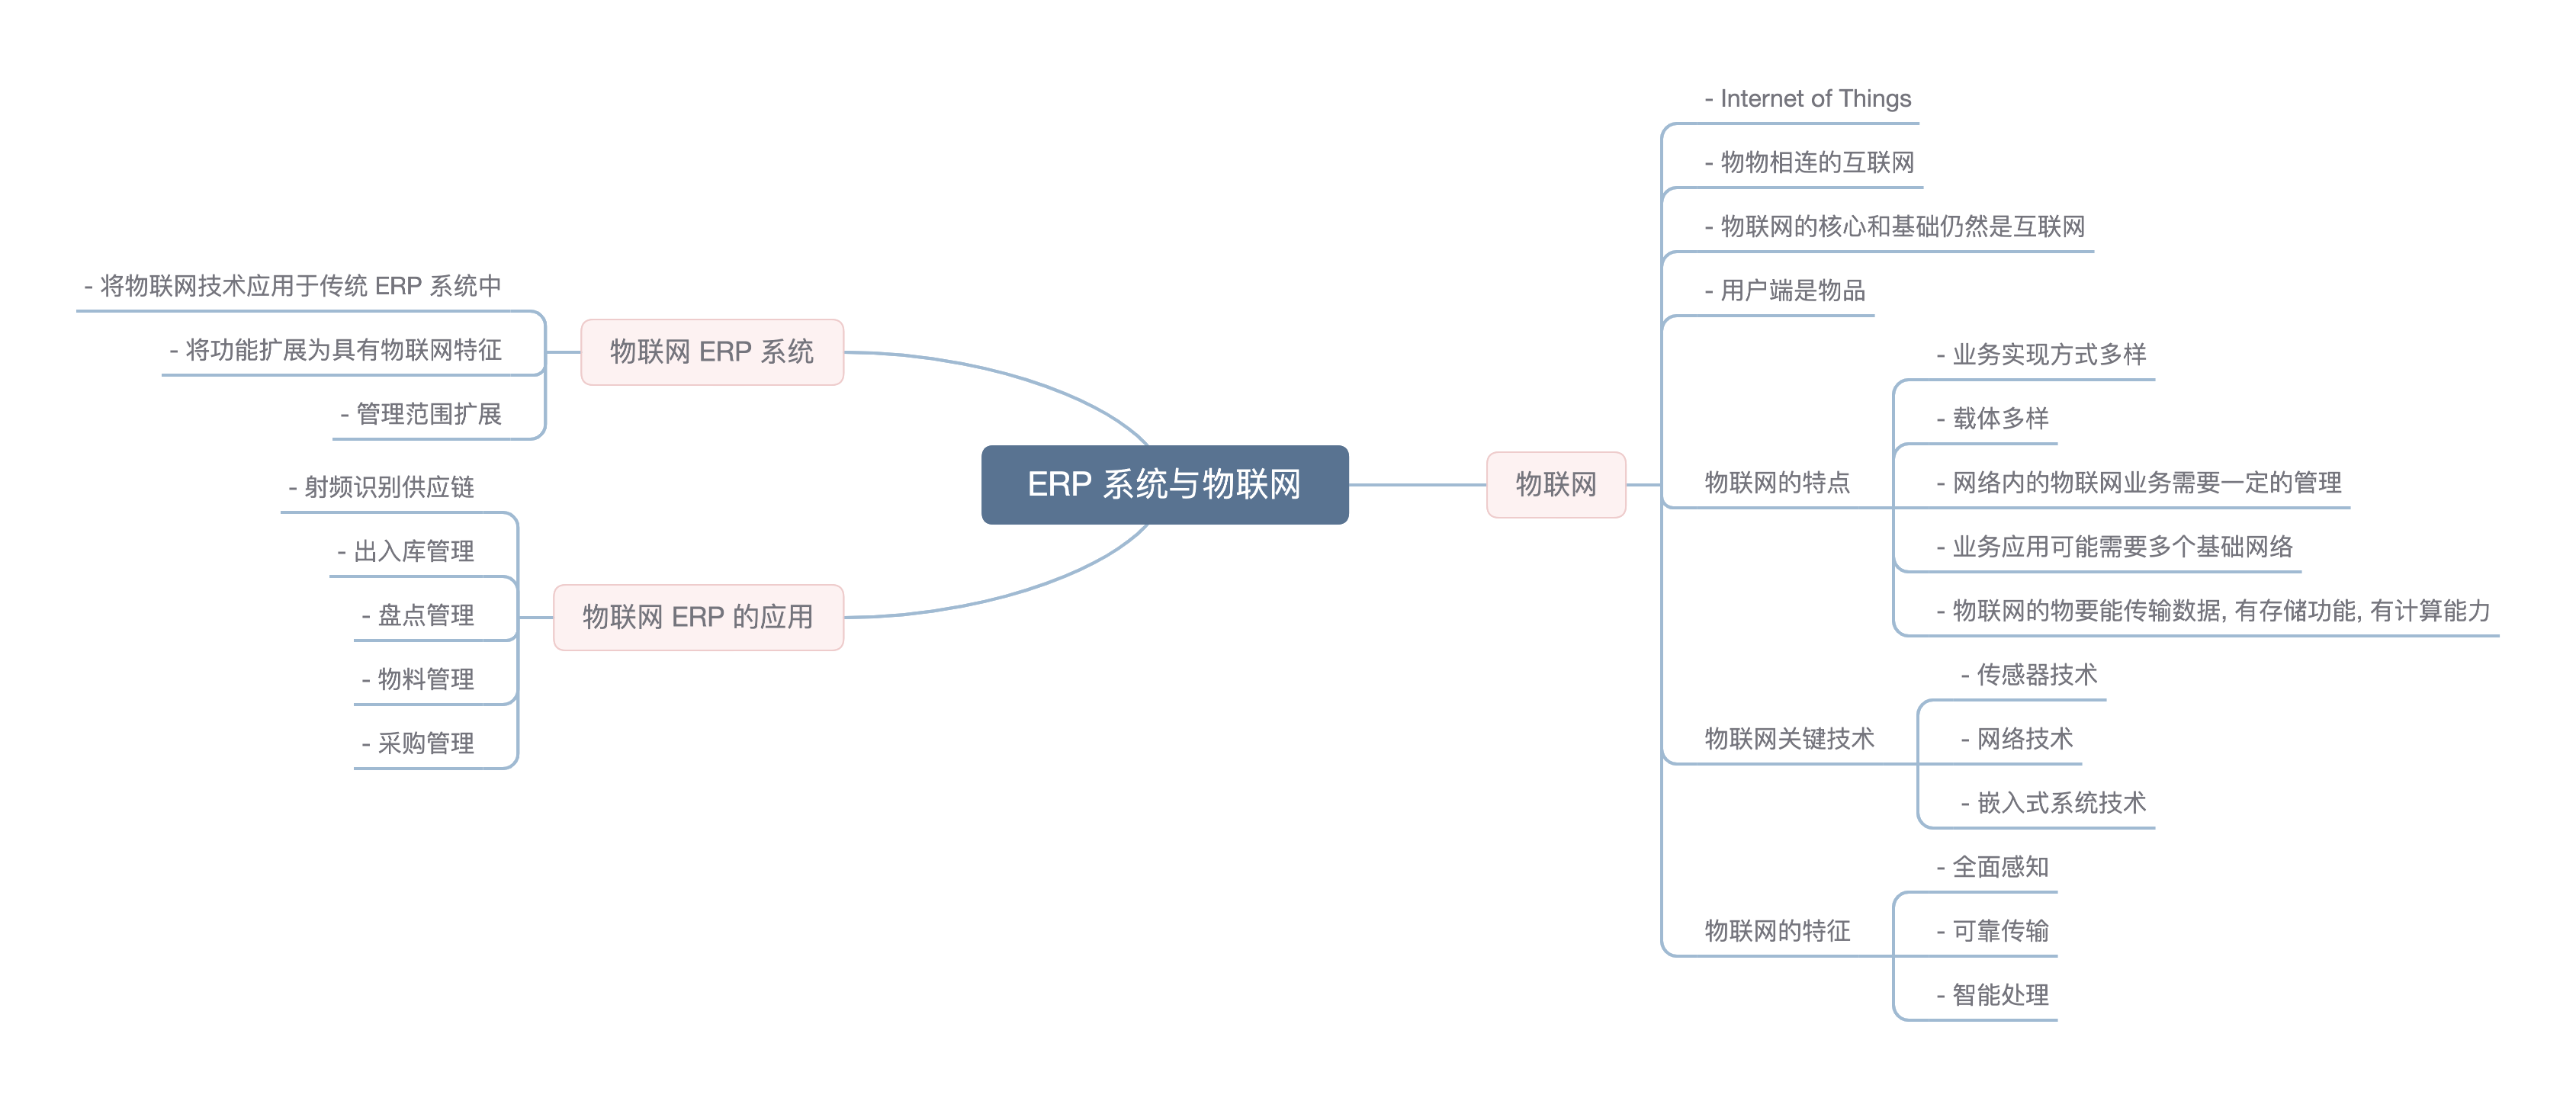 ERP 系统与物联网
物联网
- Internet of Things
- 物物相连的互联网
- 物联网的核心和基础仍然是互联网
- 用户端是物品
物联网的特点
- 业务实现方式多样
- 载体多样
- 网络内的物联网业务需要一定的管理
- 业务应用可能需要多个基础网络
- 物联网的物要能传输数据, 有存储功能, 有计算能力
物联网关键技术
- 传感器技术
- 网络技术
- 嵌入式系统技术
物联网的特征
- 全面感知
- 可靠传输
- 智能处理
物联网 ERP 系统
- 将物联网技术应用于传统 ERP 系统中
- 将功能扩展为具有物联网特征
- 管理范围扩展
物联网 ERP 的应用
- 射频识别供应链
- 出入库管理
- 盘点管理
- 物料管理
- 采购管理